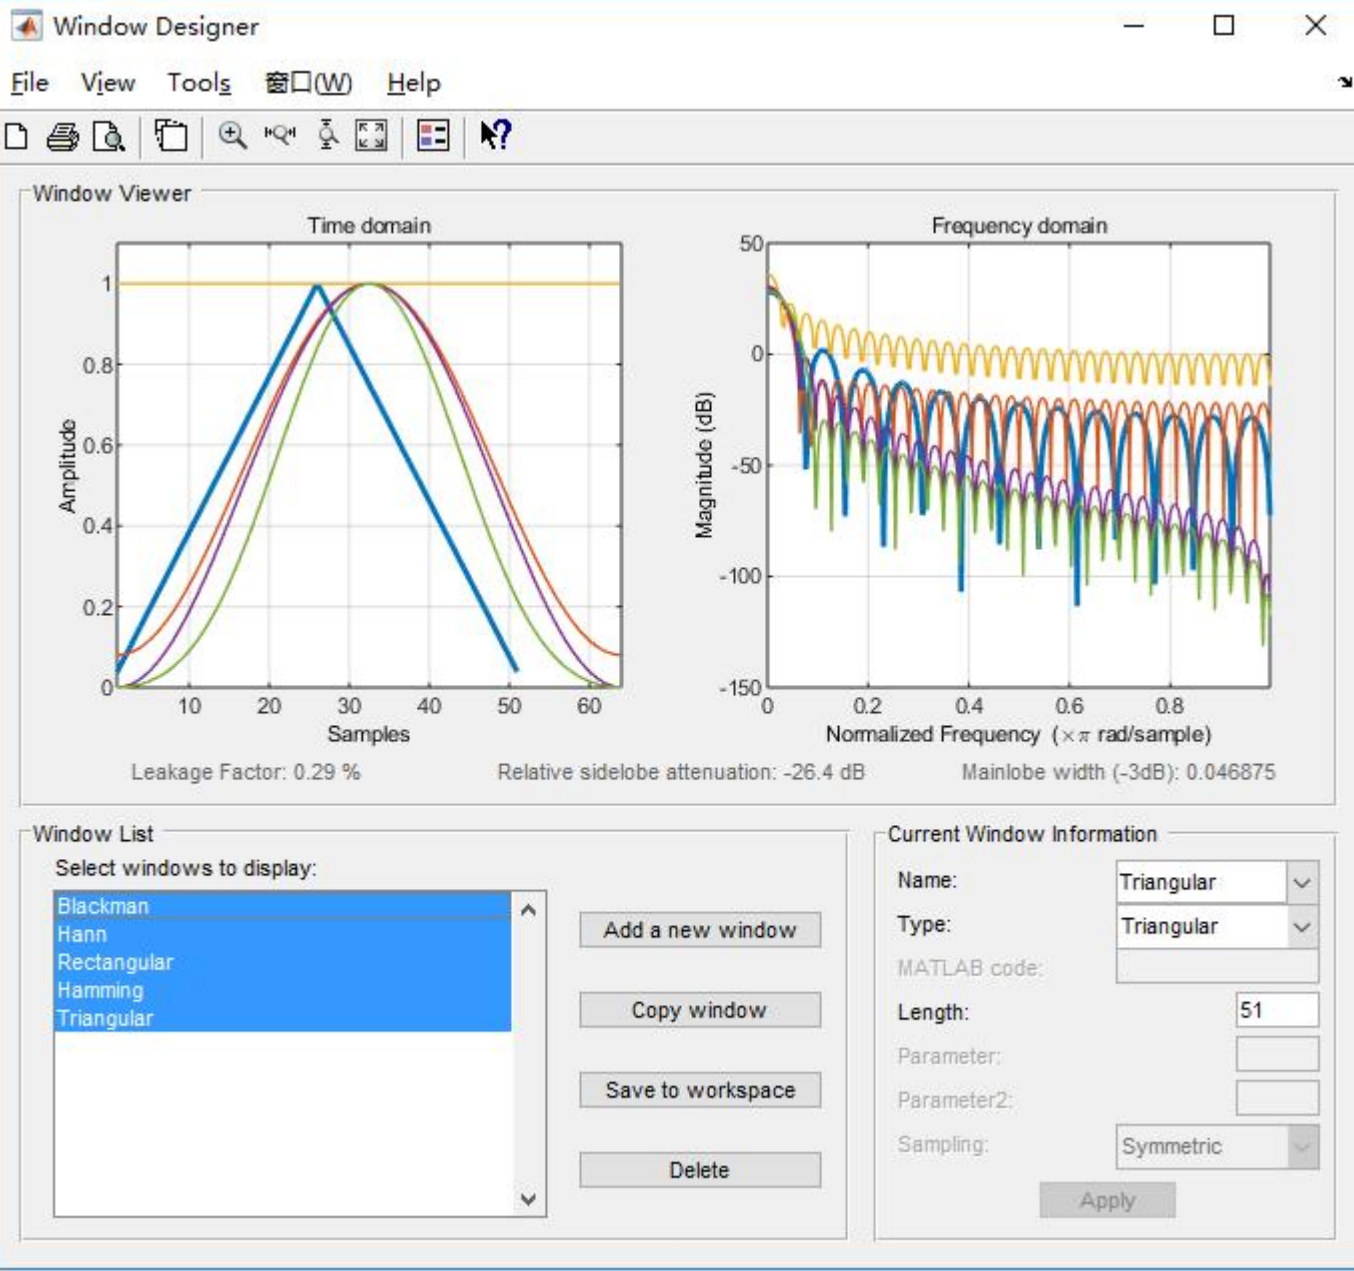 Window Designer
File View Tools 窗口(W) Help
Window Viewer
Time domain
Amplitude
1
0.8
0.6
0.4
0.2
0
10 20 30 40 50 60
Samples
Frequency domain
Magnitude (dB)
50
0
-50
-100
-150
0 0.2 0.4 0.6 0.8
Normalized Frequency (×π rad/sample)
Leakage Factor: 0.29 % Relative sidelobe attenuation: -26.4 dB Mainlobe width (-3dB): 0.046875
Window List
Select windows to display:
Blackman
Hann
Rectangular
Hamming
Triangular
Add a new window
Copy window
Save to workspace
Delete
Current Window Information
Name: Triangular
Type: Triangular
MATLAB code:
Length: 51
Parameter:
Parameter2:
Sampling: Symmetric
Apply